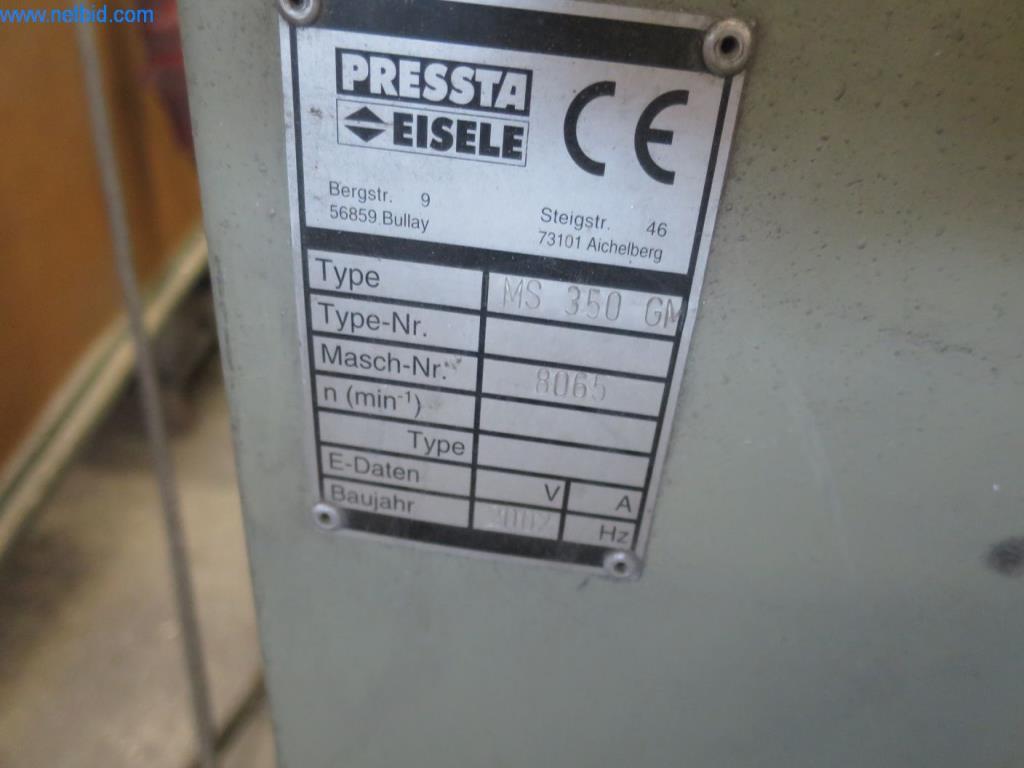 www.netbid.com
PRESSTA
EISELE
CE
Bergstr. 9
56859 Bullay
Steigstr. 46
73101 Aichelberg
Type MS 350 GM
Type-Nr.
Masch-Nr. 8065
n (min⁻¹)
Type
E-Daten V A
Baujahr 2002 Hz